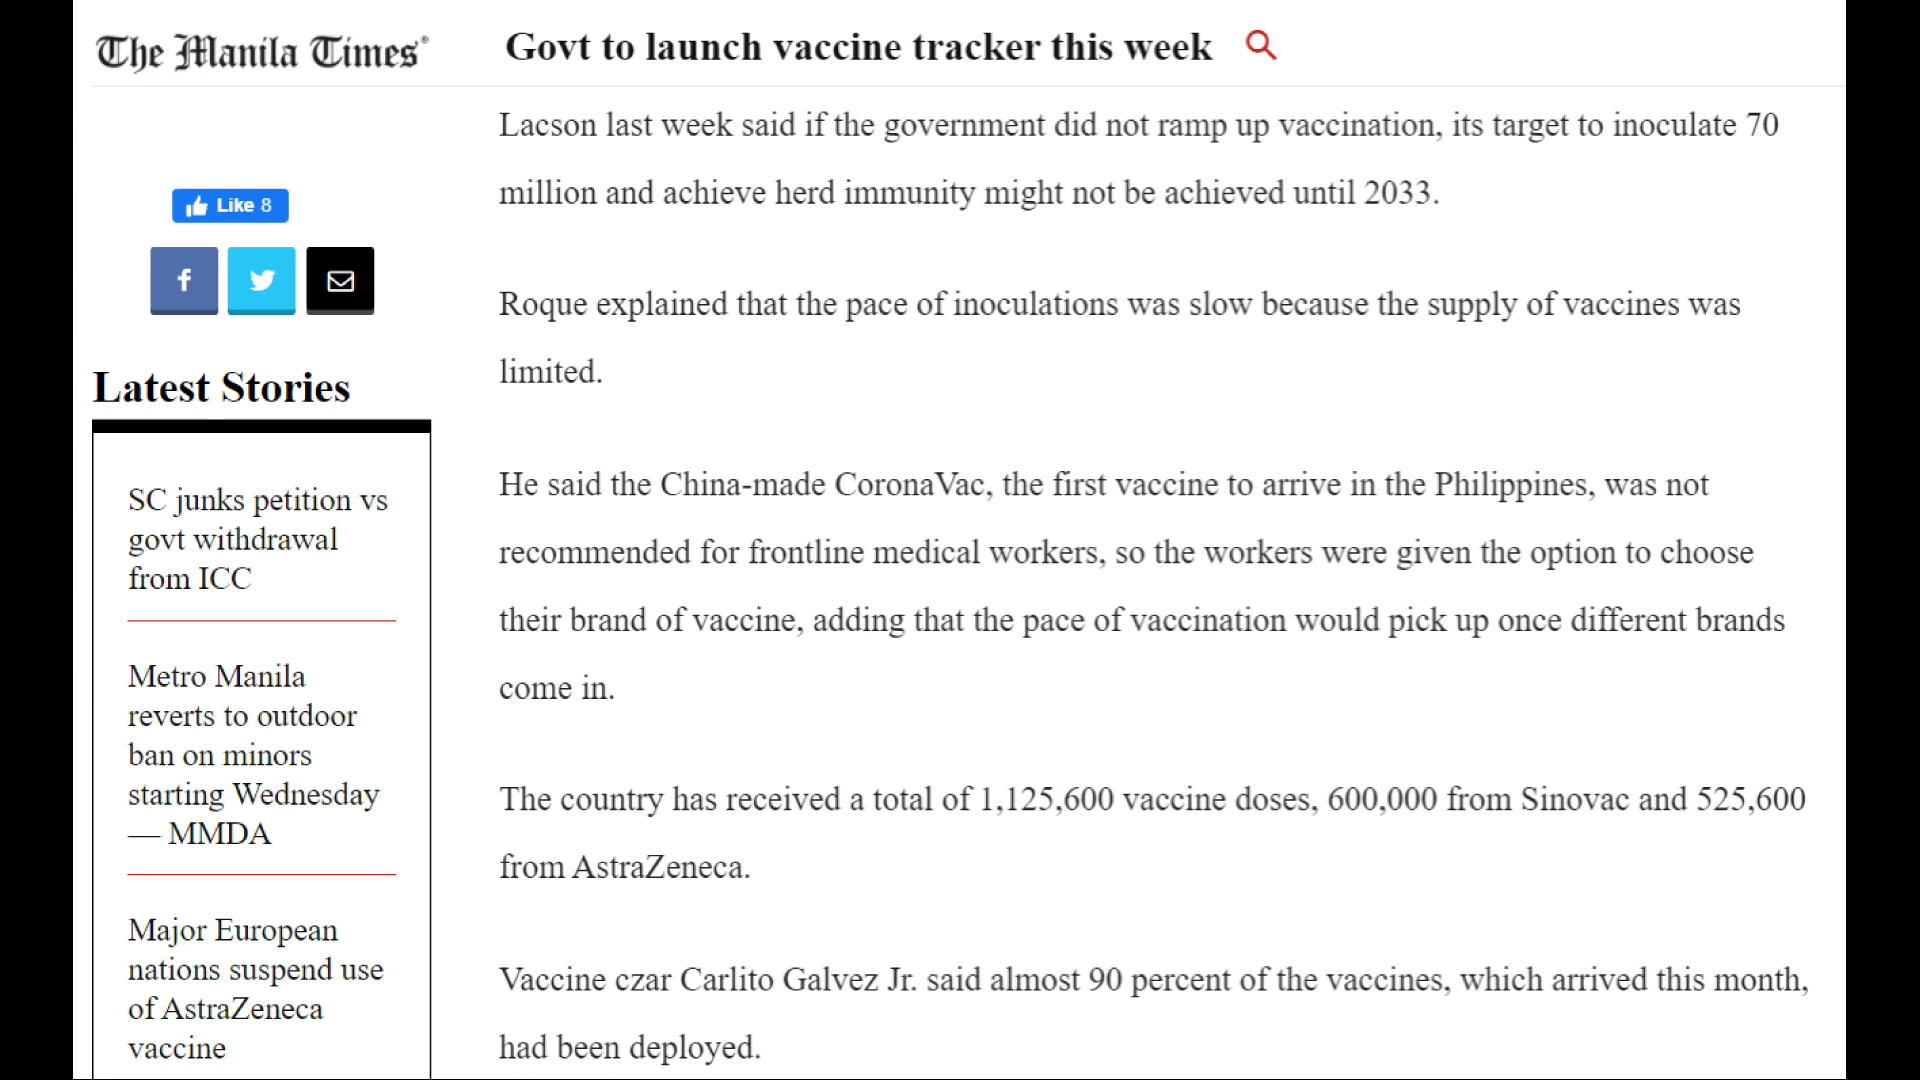 The Manila Times
Govt to launch vaccine tracker this week
Like 8
Latest Stories
SC junks petition vs
govt withdrawal
from ICC
Metro Manila
reverts to outdoor
ban on minors
starting Wednesday
— MMDA
Major European
nations suspend use
of AstraZeneca
vaccine
Lacson last week said if the government did not ramp up vaccination, its target to inoculate 70
million and achieve herd immunity might not be achieved until 2033.
Roque explained that the pace of inoculations was slow because the supply of vaccines was
limited.
He said the China-made CoronaVac, the first vaccine to arrive in the Philippines, was not
recommended for frontline medical workers, so the workers were given the option to choose
their brand of vaccine, adding that the pace of vaccination would pick up once different brands
come in.
The country has received a total of 1,125,600 vaccine doses, 600,000 from Sinovac and 525,600
from AstraZeneca.
Vaccine czar Carlito Galvez Jr. said almost 90 percent of the vaccines, which arrived this month,
had been deployed.